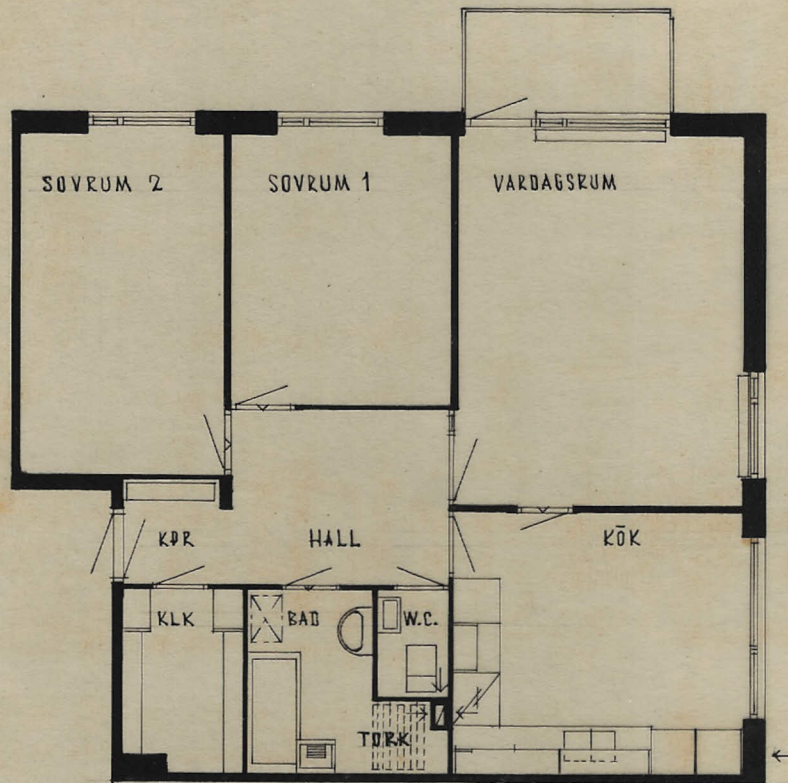 SOVRUM 2
SOVRUM 1
VARDAGSRUM
KPR
HALL
KÖK
KLK
BAD
W.C.
TORK